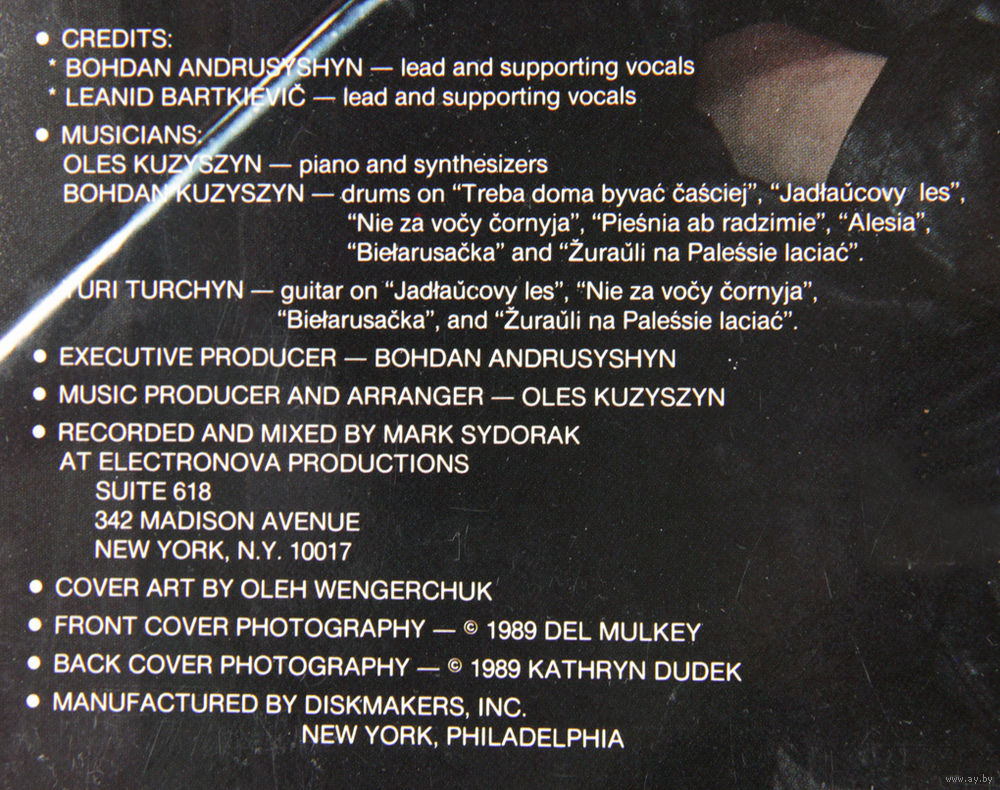 ● CREDITS:
* BOHDAN ANDRUSYSHYN — lead and supporting vocals
* LEANID BARTKIEVIČ — lead and supporting vocals
● MUSICIANS:
OLES KUZYSZYN — piano and synthesizers
BOHDAN KUZYSZYN — drums on “Treba doma byvać čaściej”, “Jadłaŭcovy les”,
“Nie za vočy čornyja”, “Pieśnia ab radzimie”, “Alesia”,
“Biełarusačka” and “Žuraŭli na Paleśsie laciać”.
YURI TURCHYN — guitar on “Jadłaŭcovy les”, “Nie za vočy čornyja”,
“Biełarusačka”, and “Žuraŭli na Paleśsie laciać”.
● EXECUTIVE PRODUCER — BOHDAN ANDRUSYSHYN
● MUSIC PRODUCER AND ARRANGER — OLES KUZYSZYN
● RECORDED AND MIXED BY MARK SYDORAK
AT ELECTRONOVA PRODUCTIONS
SUITE 618
342 MADISON AVENUE
NEW YORK, N.Y. 10017
● COVER ART BY OLEH WENGERCHUK
● FRONT COVER PHOTOGRAPHY — © 1989 DEL MULKEY
● BACK COVER PHOTOGRAPHY — © 1989 KATHRYN DUDEK
● MANUFACTURED BY DISKMAKERS, INC.
NEW YORK, PHILADELPHIA
www.ay.by